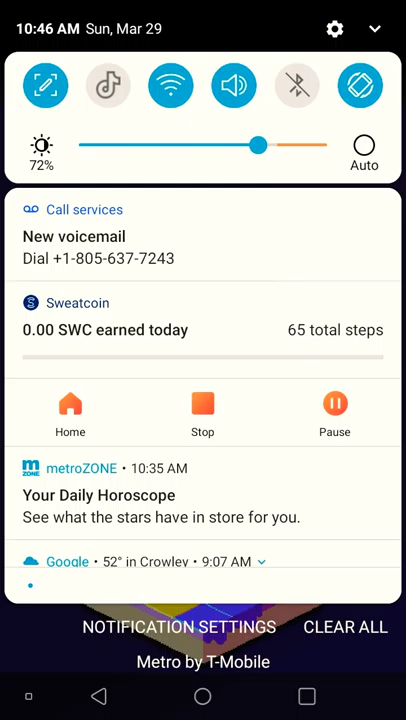 10:46 AM Sun, Mar 29
72%
Auto
Call services
New voicemail
Dial +1-805-637-7243
Sweatcoin
0.00 SWC earned today 65 total steps
Home Stop Pause
m ZONE metroZONE • 10:35 AM
Your Daily Horoscope
See what the stars have in store for you.
Google • 52° in Crowley • 9:07 AM
NOTIFICATION SETTINGS CLEAR ALL
Metro by T-Mobile